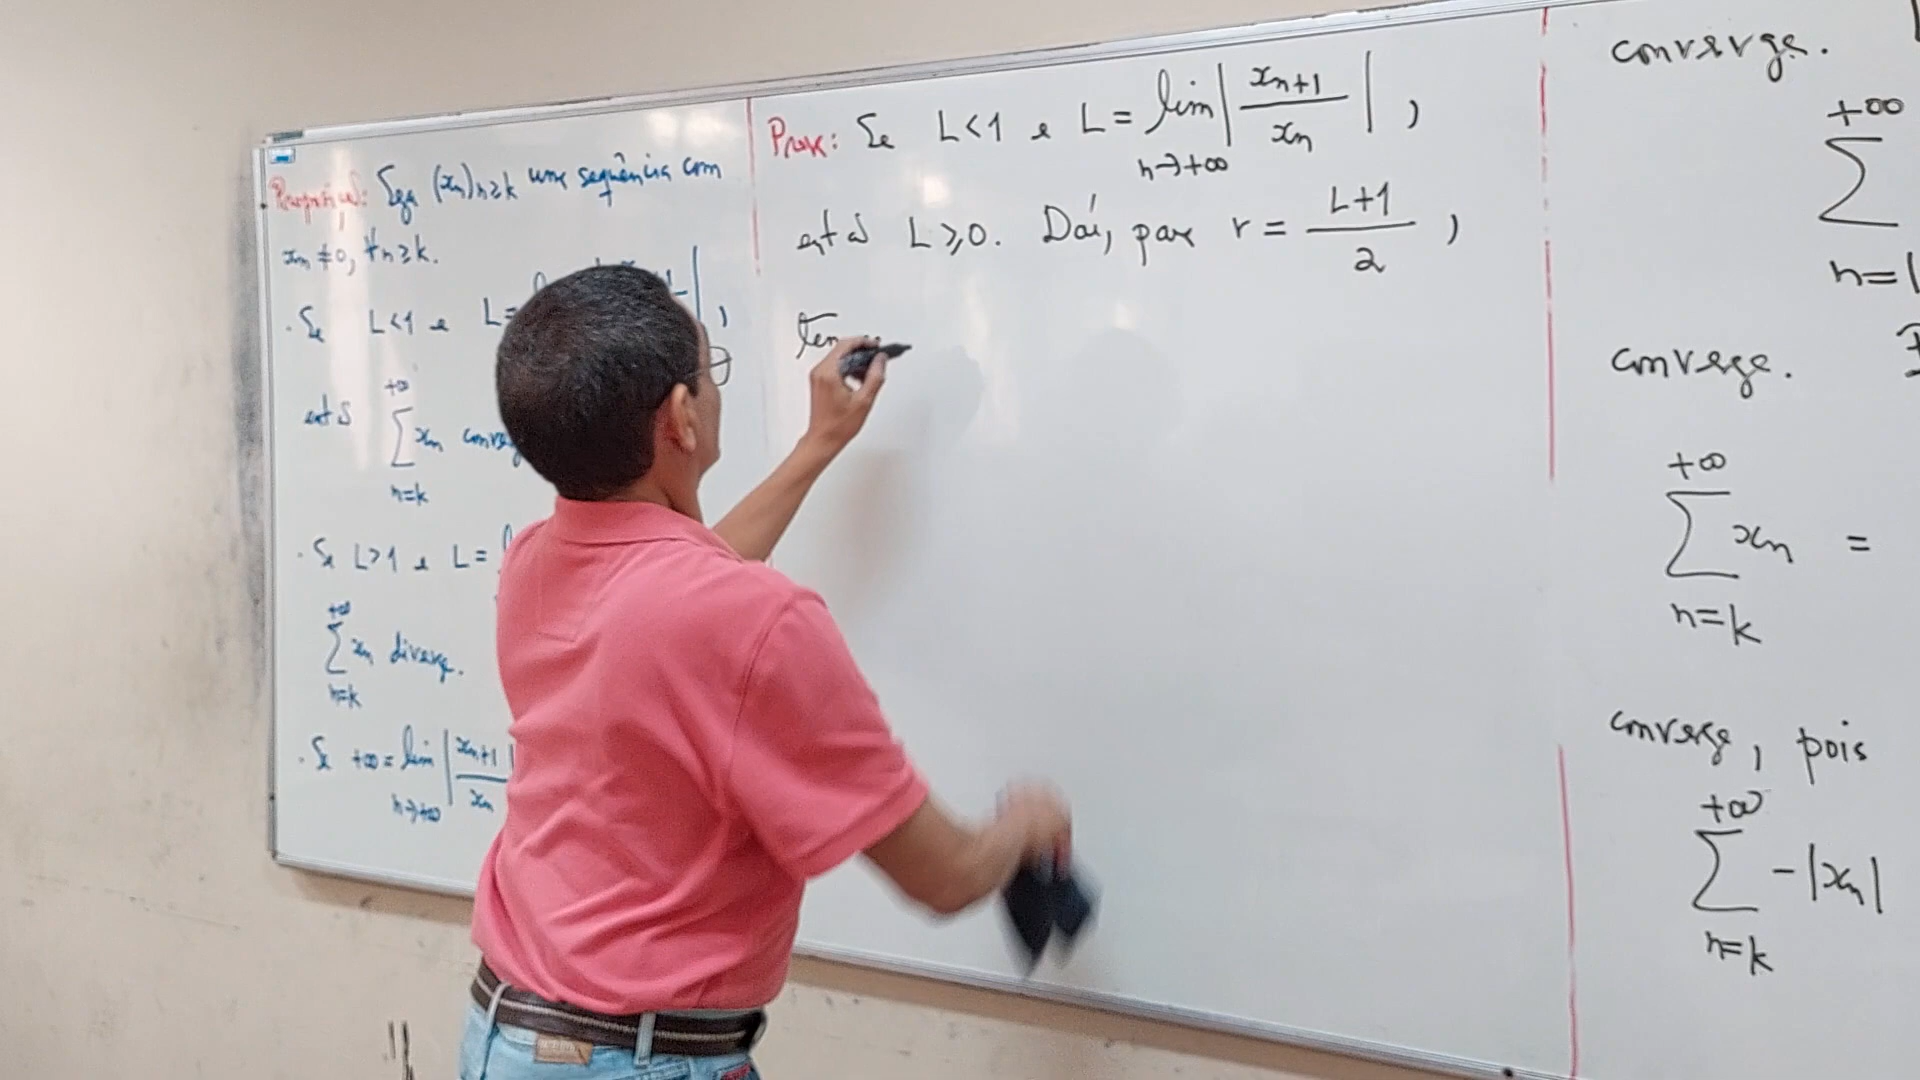 Proposição: Seja (xn)n≥k uma sequência com
xn ≠ 0, ∀n≥k.
· Se L<1 e L=
então +∞ Σ n=k xn
· Se L>1 e L=
+∞ Σ n=k xn diverge.
· Se +∞ = lim n→+∞ |xn+1 / xn
Prova: Se L<1 e L = lim n→+∞ |xn+1 / xn| ,
então L ≥ 0. Daí, para r = L+1 / 2 ,
converge.
+∞ Σ n=1
converge.
+∞ Σ n=k xn =
converge, pois
+∞ Σ n=k -|xn|